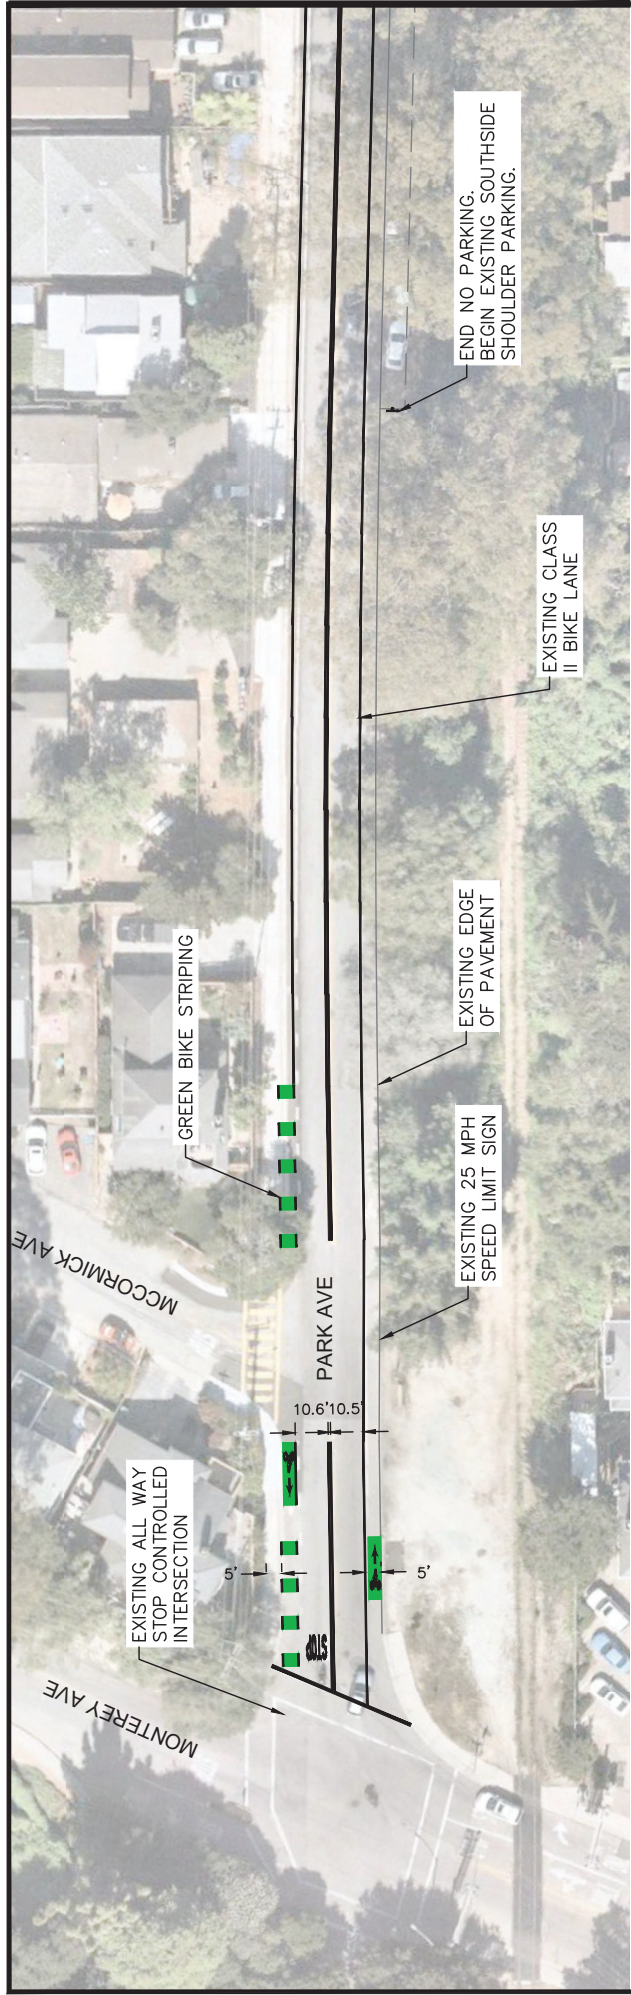 MONTEREY AVE
EXISTING ALL WAY
STOP CONTROLLED
INTERSECTION
MCCORMICK AVE
GREEN BIKE STRIPING
5'
STOP
5'
10.6'
10.5'
PARK AVE
EXISTING 25 MPH
SPEED LIMIT SIGN
EXISTING EDGE
OF PAVEMENT
EXISTING CLASS
II BIKE LANE
END NO PARKING.
BEGIN EXISTING SOUTHSIDE
SHOULDER PARKING.